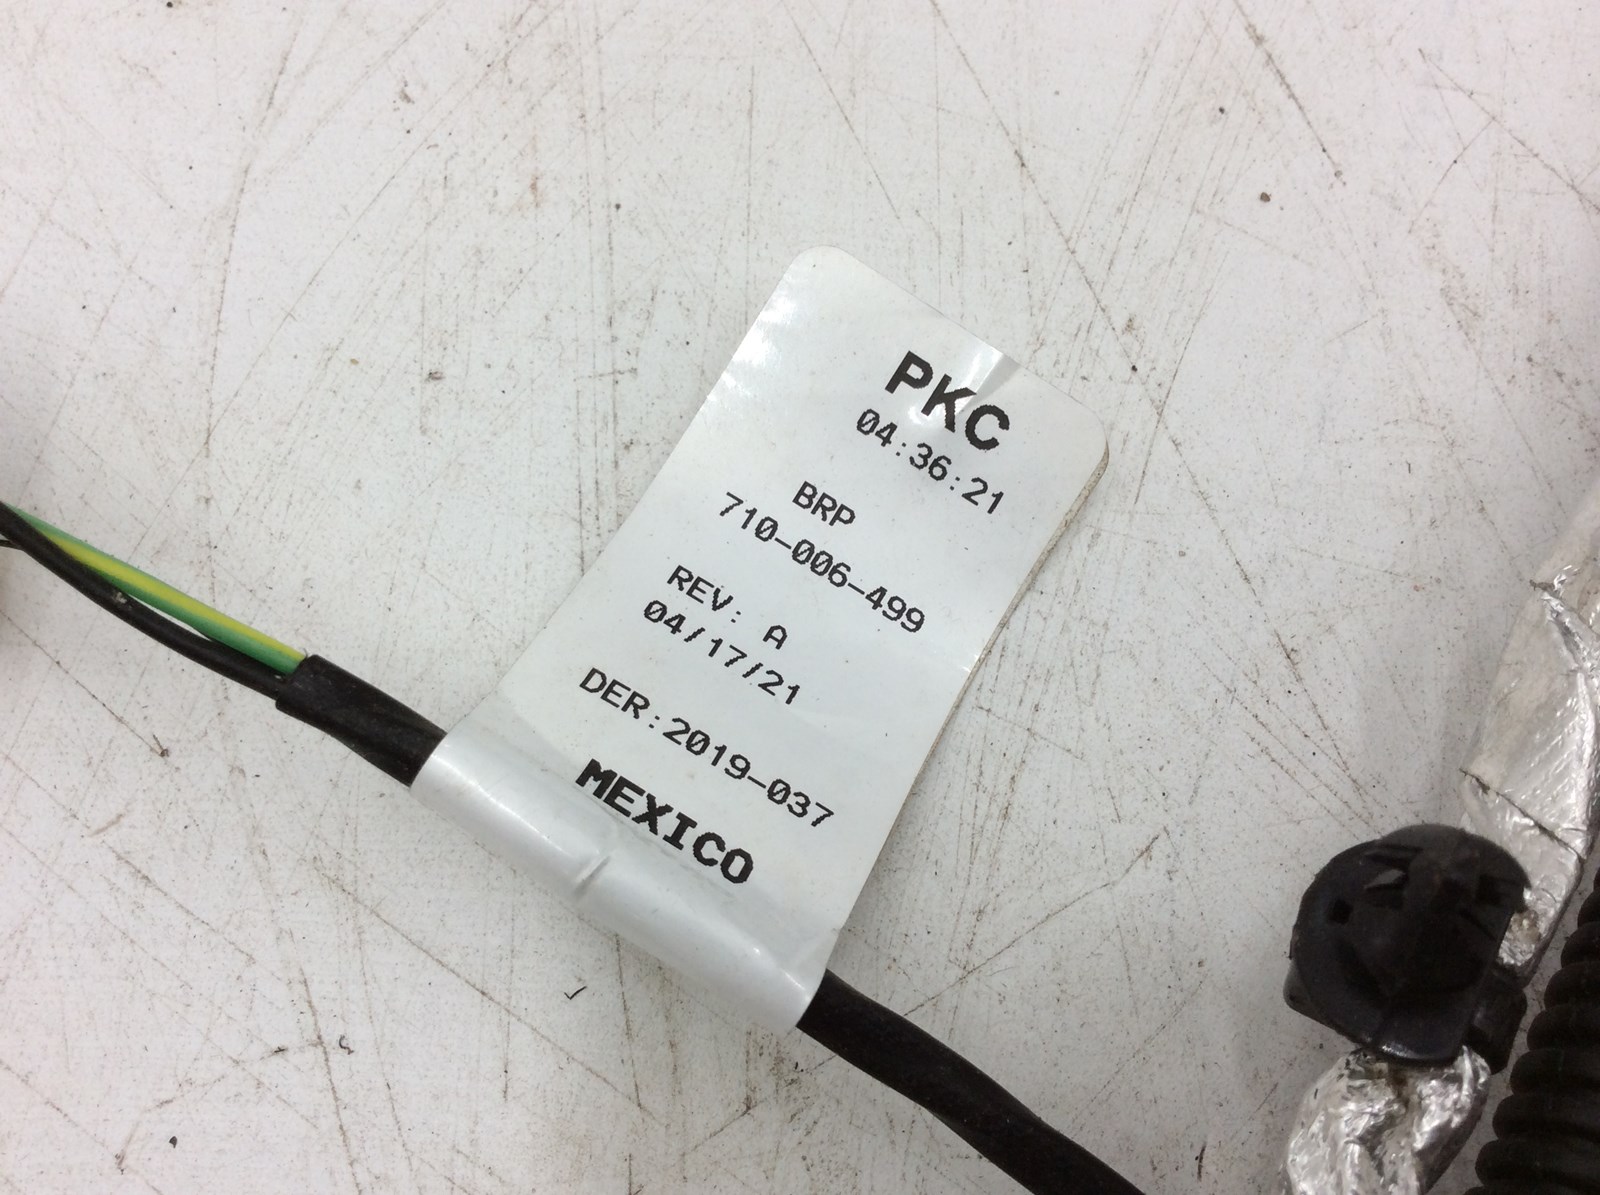 PKC
04:36:21
BRP
710-006-499
REV: A
04/17/21
DER:2019-037
MEXICO